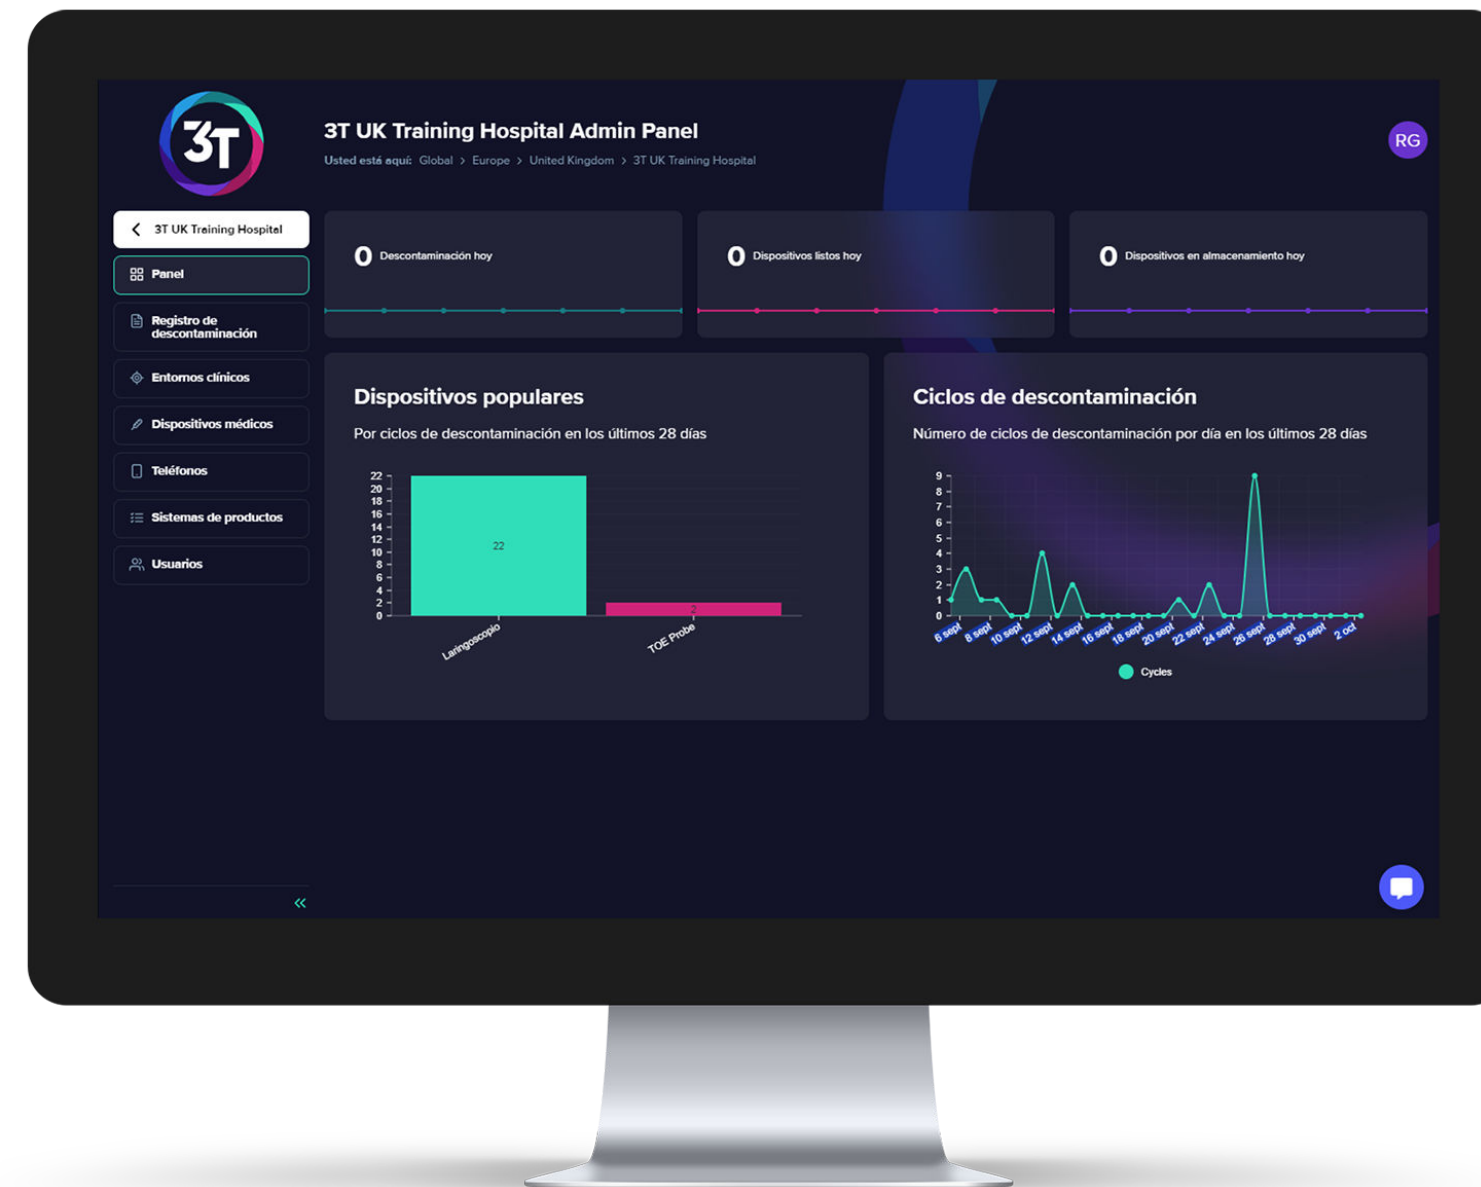 3T
3T UK Training Hospital Admin Panel
Usted está aquí: Global > Europe > United Kingdom > 3T UK Training Hospital
RG
3T UK Training Hospital
Panel
Registro de
descontaminación
Entornos clínicos
Dispositivos médicos
Teléfonos
Sistemas de productos
Usuarios
0 Descontaminación hoy
0 Dispositivos listos hoy
0 Dispositivos en almacenamiento hoy
Dispositivos populares
Por ciclos de descontaminación en los últimos 28 días
22
20
18
16
14
12
10
8
6
4
2
0
22
2
Laringoscopio
TOE Probe
Ciclos de descontaminación
Número de ciclos de descontaminación por día en los últimos 28 días
9
8
7
6
5
4
3
2
1
0
6 sept
8 sept
10 sept
12 sept
14 sept
16 sept
18 sept
20 sept
22 sept
24 sept
26 sept
28 sept
30 sept
2 oct
Cycles